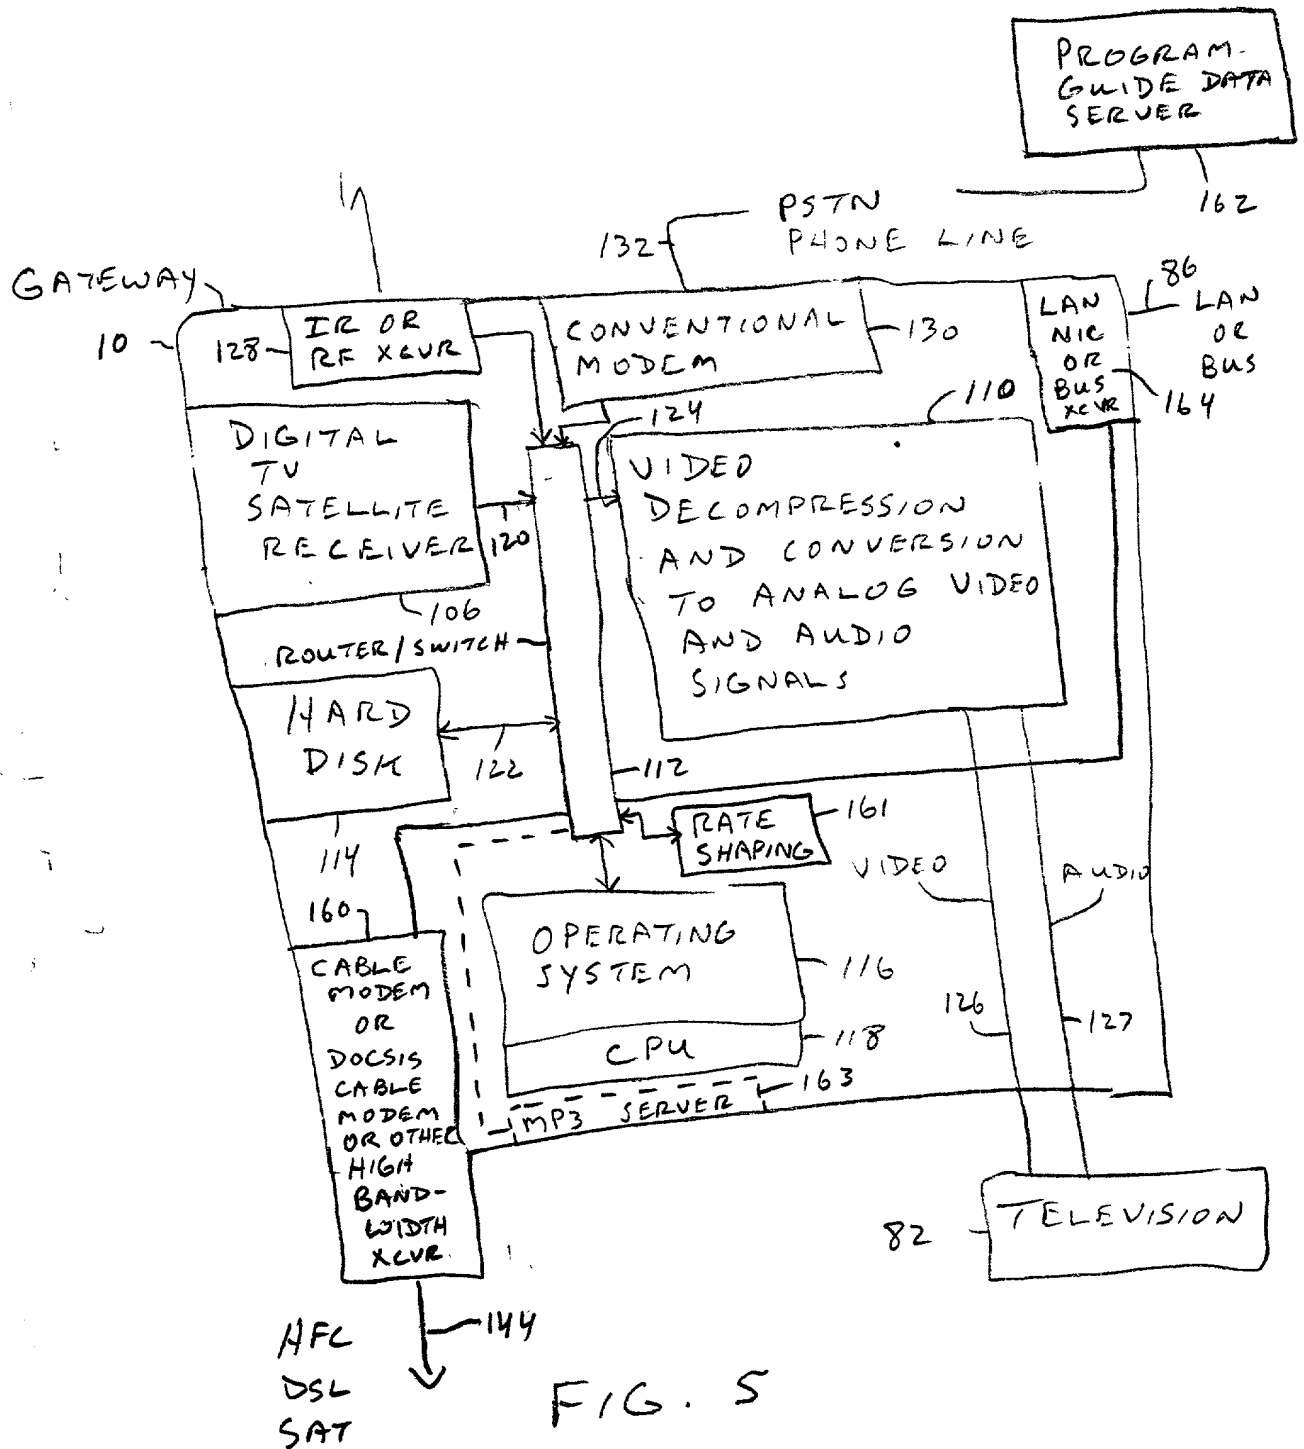 PROGRAM-
GUIDE DATA
SERVER
162
PSTN
PHONE LINE
132
GATEWAY
10
128
IR OR
RF XCVR
CONVENTIONAL
MODEM
130
LAN
NIC
OR
BUS
XCVR
164
86
LAN
OR
BUS
DIGITAL
TV
SATELLITE
RECEIVER
120
106
124
110
VIDEO
DECOMPRESSION
AND CONVERSION
TO ANALOG VIDEO
AND AUDIO
SIGNALS
ROUTER/SWITCH
HARD
DISK
122
112
114
RATE
SHAPING
161
VIDEO
AUDIO
160
CABLE
MODEM
OR
DOCSIS
CABLE
MODEM
OR OTHER
HIGH
BAND-
WIDTH
XCVR
OPERATING
SYSTEM
116
CPU
118
126
127
MP3 SERVER
163
82
TELEVISION
144
HFC
DSL
SAT
FIG. 5